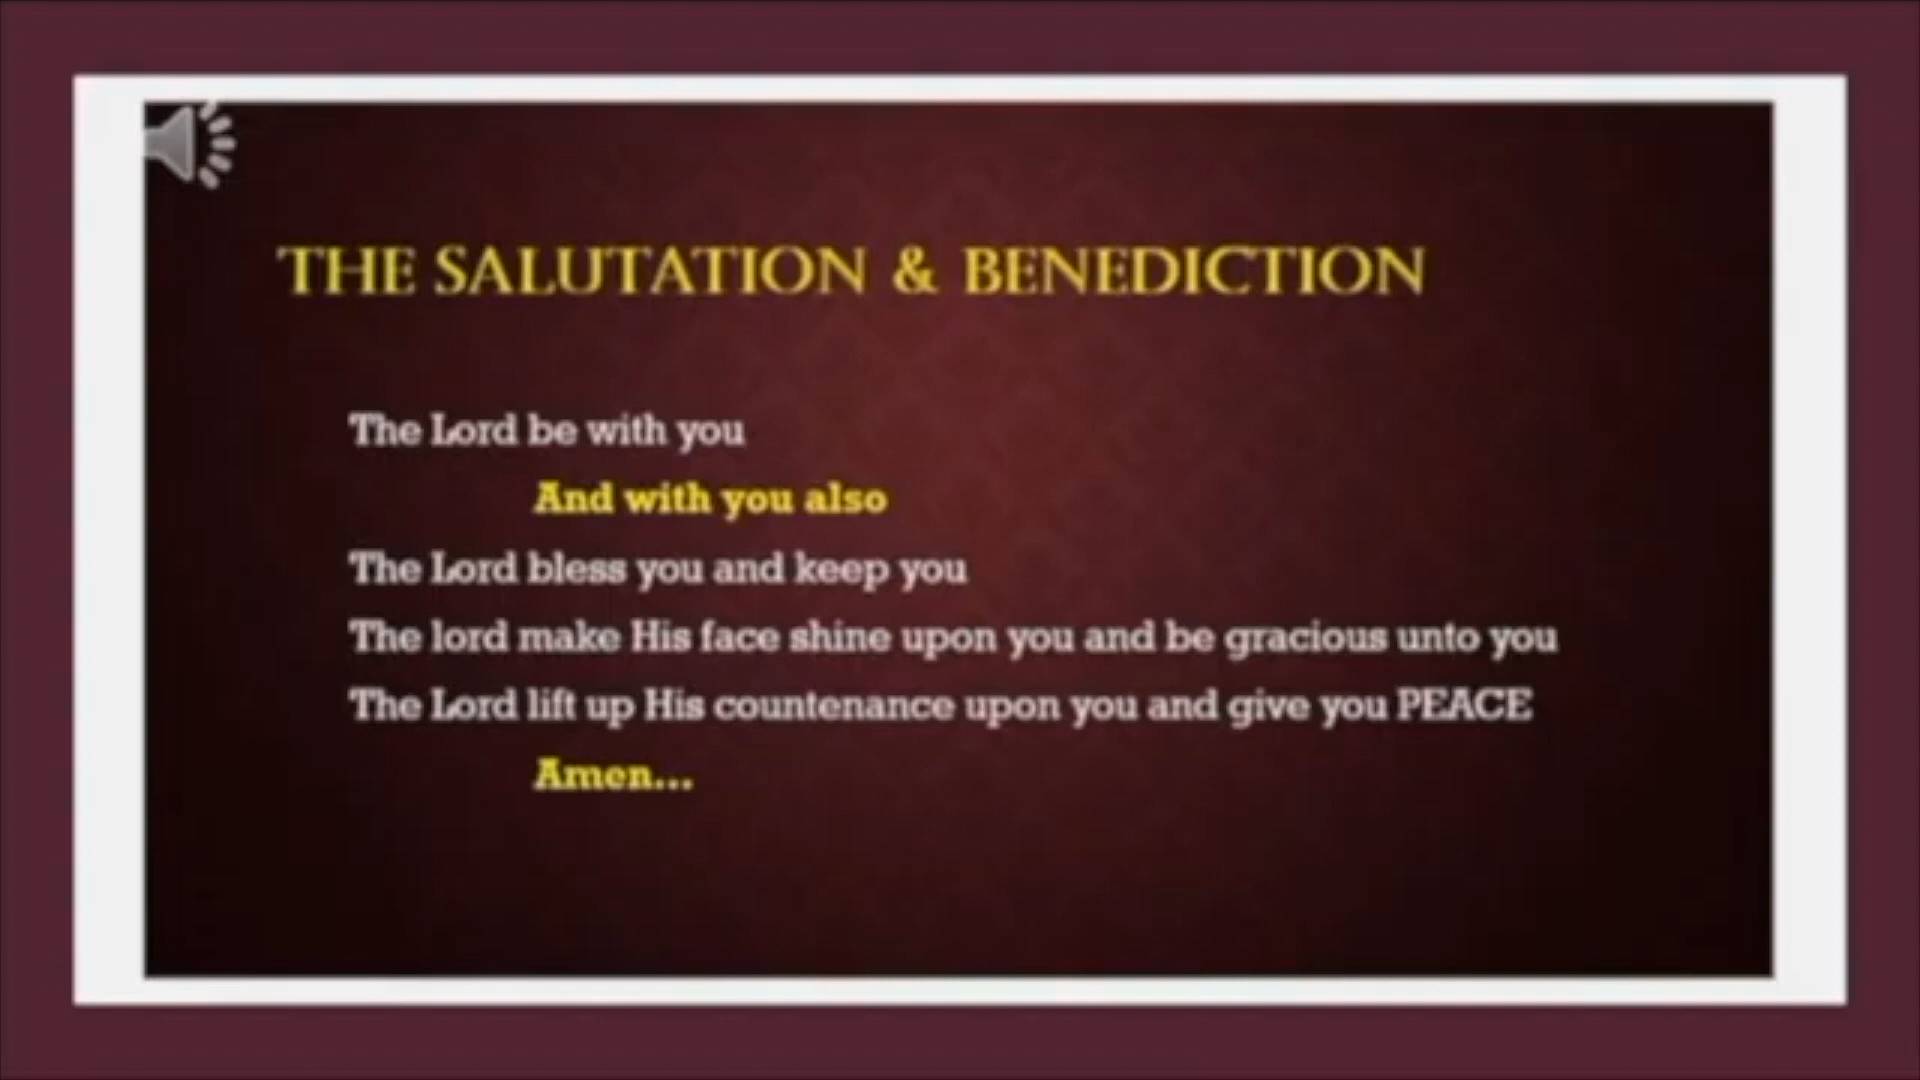 THE SALUTATION & BENEDICTION
The Lord be with you
And with you also
The Lord bless you and keep you
The lord make His face shine upon you and be gracious unto you
The Lord lift up His countenance upon you and give you PEACE
Amen...